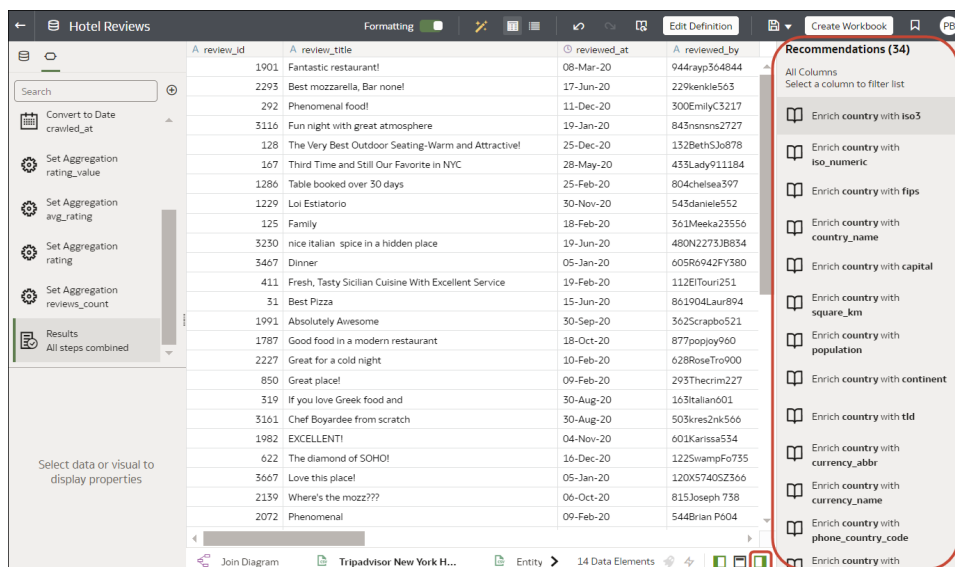 Hotel Reviews
Formatting
Edit Definition
Create Workbook
PB
Search
Convert to Date
crawled_at
Set Aggregation
rating_value
Set Aggregation
avg_rating
Set Aggregation
rating
Set Aggregation
reviews_count
Results
All steps combined
Select data or visual to
display properties
A review_id A review_title reviewed_at A reviewed_by
1901 Fantastic restaurant! 08-Mar-20 944rayp364844
2293 Best mozzarella, Bar none! 17-Jun-20 229kenkle563
292 Phenomenal food! 11-Dec-20 300EmilyC3217
3116 Fun night with great atmosphere 19-Jan-20 843nsnsns2727
128 The Very Best Outdoor Seating-Warm and Attractive! 25-Dec-20 132BethSJo878
167 Third Time and Still Our Favorite in NYC 28-May-20 433Lady911184
1286 Table booked over 30 days 25-Feb-20 804chelsea397
1229 Loi Estiatorio 30-Nov-20 543daniele552
125 Family 18-Feb-20 361Meeka23556
3230 nice italian spice in a hidden place 19-Jun-20 480N2273JB834
3467 Dinner 05-Jan-20 605R6942FY380
411 Fresh, Tasty Sicilian Cuisine With Excellent Service 19-Feb-20 112ElTouri251
31 Best Pizza 15-Jun-20 861904Laur894
1991 Absolutely Awesome 30-Sep-20 362Scrapbo521
1787 Good food in a modern restaurant 18-Oct-20 877popjoy960
2227 Great for a cold night 10-Feb-20 628RoseTro900
850 Great place! 09-Feb-20 293Thecrim227
319 If you love Greek food and 30-Aug-20 163Italian601
3161 Chef Boyardee from scratch 30-Aug-20 503kres2nk566
1982 EXCELLENT! 04-Nov-20 601Karissa534
622 The diamond of SOHO! 16-Dec-20 122SwampFo735
3667 Love this place! 05-Jan-20 120X5740SZ366
2139 Where's the mozz??? 06-Oct-20 815Joseph 738
2072 Phenomenal 09-Feb-20 544Brian P604
Join Diagram Tripadvisor New York H... Entity 14 Data Elements
Recommendations (34)
All Columns
Select a column to filter list
Enrich country with iso3
Enrich country with
iso_numeric
Enrich country with fips
Enrich country with
country_name
Enrich country with capital
Enrich country with
square_km
Enrich country with
population
Enrich country with continent
Enrich country with tld
Enrich country with
currency_abbr
Enrich country with
currency_name
Enrich country with
phone_country_code
Enrich country with